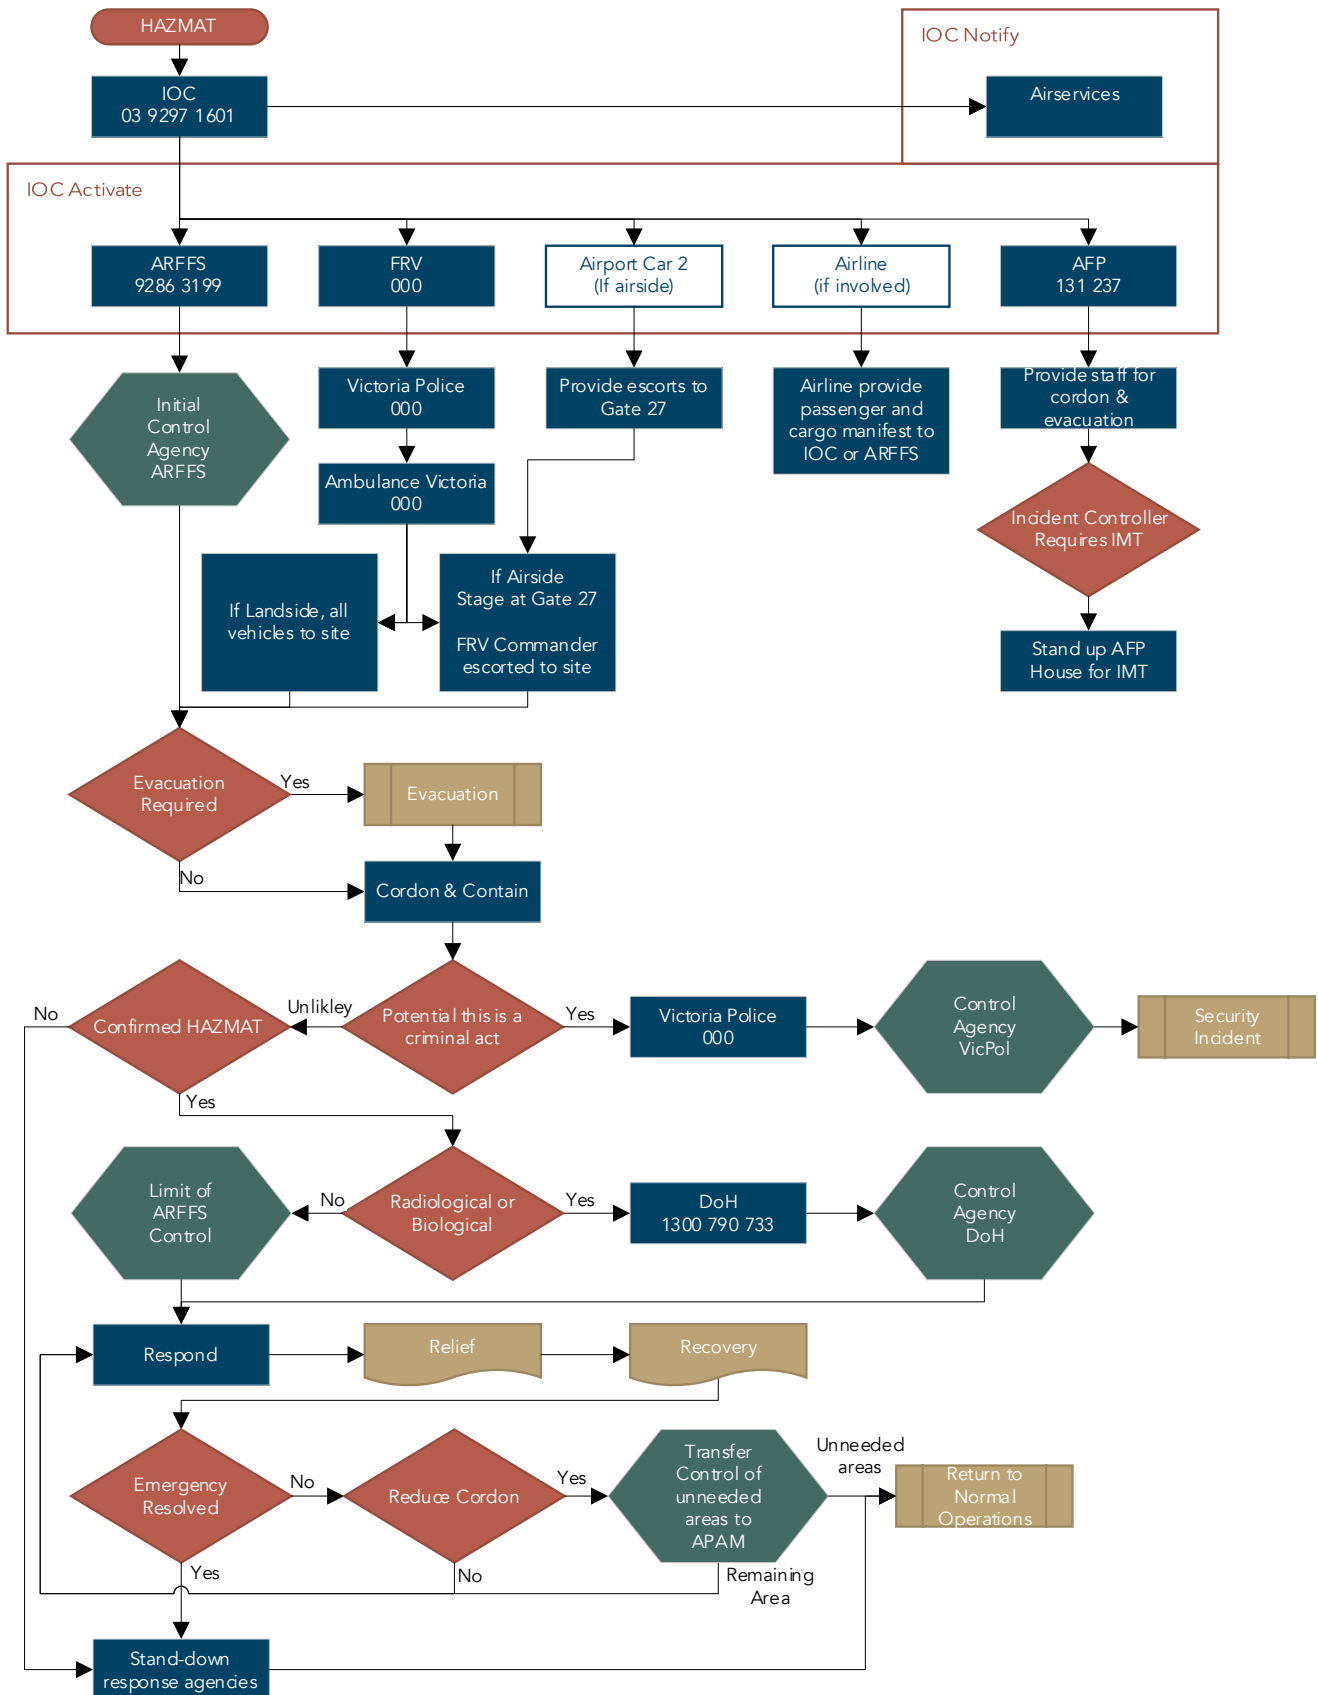 HAZMAT
IOC Notify
IOC
03 9297 1601
Airservices
IOC Activate
ARFFS
9286 3199
FRV
000
Airport Car 2
(If airside)
Airline
(if involved)
AFP
131 237
Initial
Control
Agency
ARFFS
Victoria Police
000
Provide escorts to
Gate 27
Airline provide
passenger and
cargo manifest to
IOC or ARFFS
Provide staff for
cordon &
evacuation
Ambulance Victoria
000
Incident Controller
Requires IMT
If Landside, all
vehicles to site
If Airside
Stage at Gate 27
FRV Commander
escorted to site
Stand up AFP
House for IMT
Evacuation
Required
Yes
Evacuation
No
Cordon & Contain
No
Confirmed HAZMAT
Unlikley
Potential this is a
criminal act
Yes
Victoria Police
000
Control
Agency
VicPol
Security
Incident
Yes
Limit of
ARFFS
Control
No
Radiological or
Biological
Yes
DoH
1300 790 733
Control
Agency
DoH
Respond
Relief
Recovery
Emergency
Resolved
No
Reduce Cordon
Yes
Transfer
Control of
unneeded
areas to
APAM
Unneeded
areas
Return to
Normal
Operations
Yes
No
Remaining
Area
Stand-down
response agencies